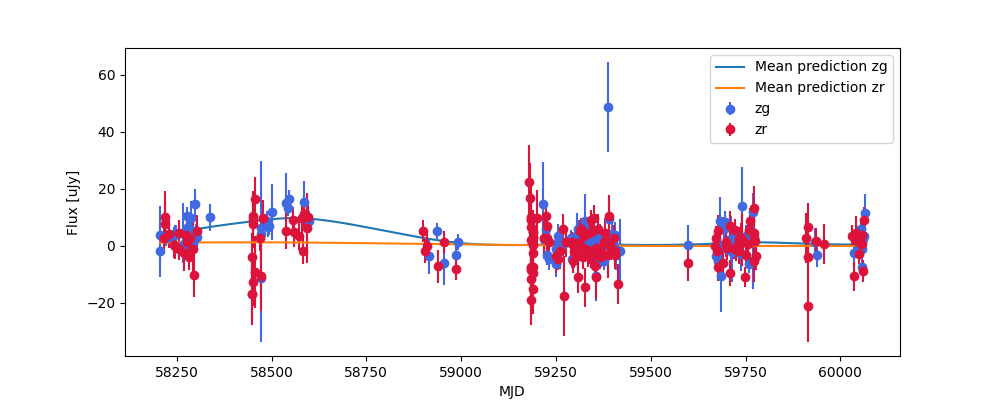 Mean prediction zg
Mean prediction zr
zg
zr
Flux [uJy]
60
40
20
0
−20
58250 58500 58750 59000 59250 59500 59750 60000
MJD